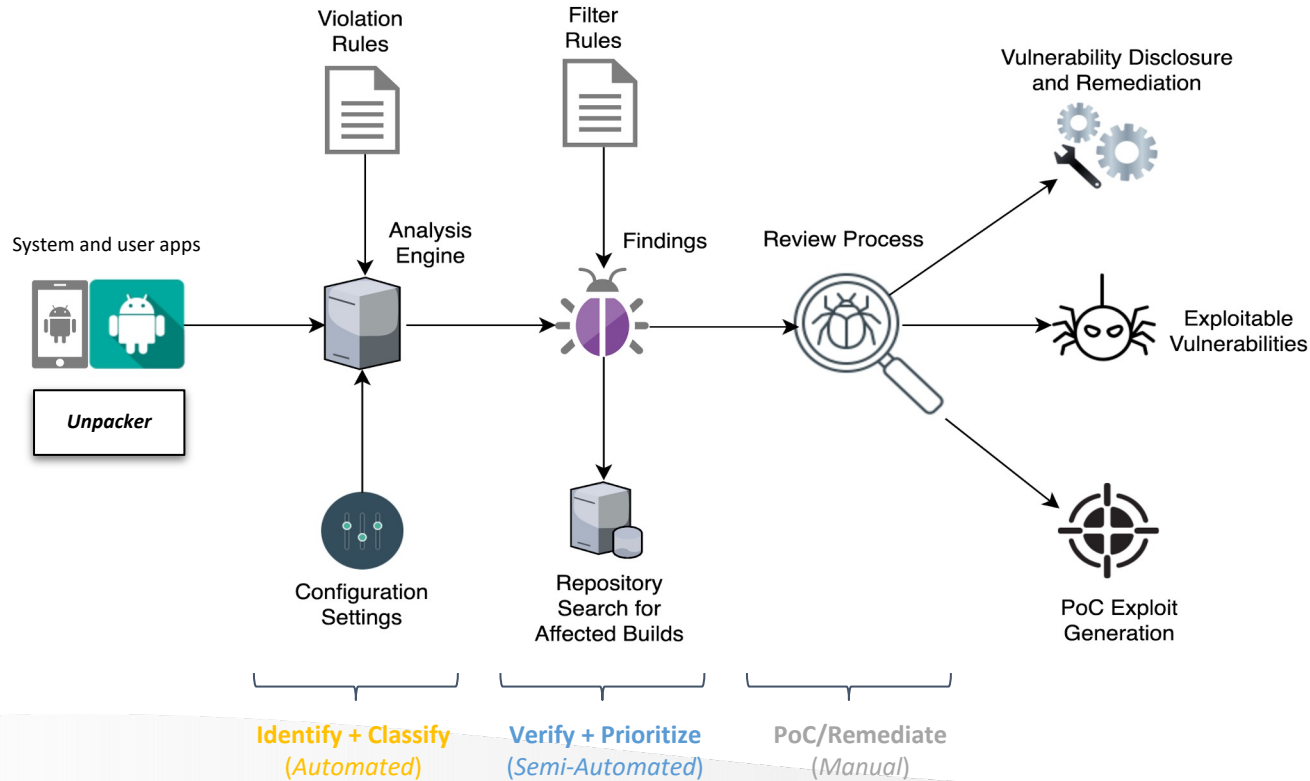 Violation
Rules
Filter
Rules
Vulnerability Disclosure
and Remediation
System and user apps
Analysis
Engine
Findings
Review Process
Exploitable
Vulnerabilities
Unpacker
Configuration
Settings
Repository
Search for
Affected Builds
PoC Exploit
Generation
Identify + Classify
(Automated)
Verify + Prioritize
(Semi-Automated)
PoC/Remediate
(Manual)